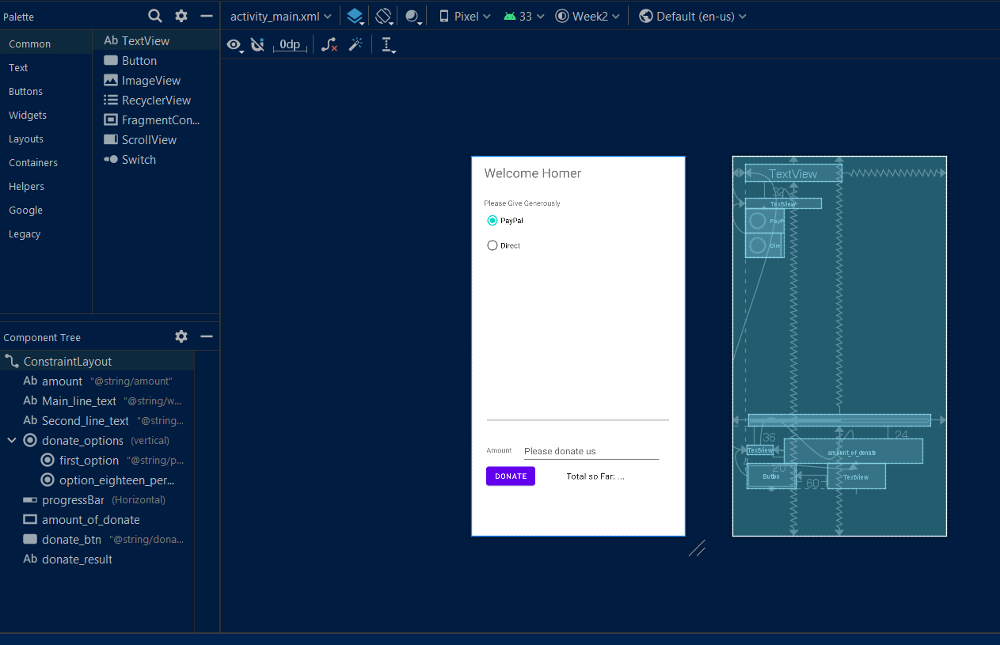 Palette
activity_main.xml
Pixel
33
Week2
Default (en-us)
0dp
Common
Text
Buttons
Widgets
Layouts
Containers
Helpers
Google
Legacy
Ab TextView
Button
ImageView
RecyclerView
FragmentCon...
ScrollView
Switch
Component Tree
ConstraintLayout
Ab amount "@string/amount"
Ab Main_line_text "@string/w...
Ab Second_line_text "@string...
donate_options (vertical)
first_option "@string/p...
option_eighteen_per...
progressBar (Horizontal)
amount_of_donate
donate_btn "@string/dona...
Ab donate_result
Welcome Homer
Please Give Generously
PayPal
Direct
Amount
Please donate us
DONATE
Total so Far: ...
TextView
32
TextView
PayP
Dire
36
24
TextView
amount_of_donate
20
Button
60
TextView